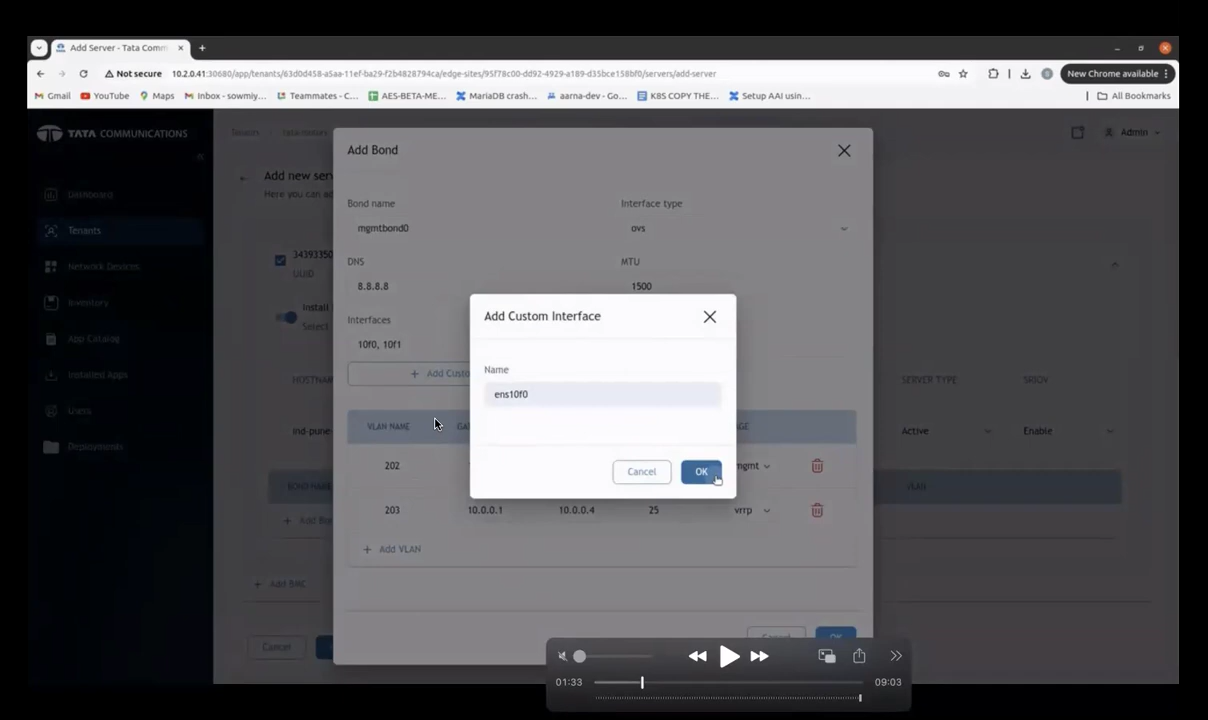 Add Server - Tata Comm
Not secure 10.2.0.41:30680/app/tenants/63d0d458-a5aa-11ef-ba29-f2b4828794ca/edge-sites/95f78c00-dd92-4929-a189-d35bce158bf0/servers/add-server
New Chrome available
Gmail YouTube Maps Inbox - sowmiy... Teammates - C... AES-BETA-ME... MariaDB crash... aarna-dev - Go... K8S COPY THE... Setup AAI usin... All Bookmarks
TATA COMMUNICATIONS
Tenants
Admin
Dashboard
Tenants
Network Devices
Inventory
App Catalog
Installed Apps
Users
Deployments
Add new serv
Here you can ad
34393350
UUID
Install
Select
HOSTNAM
SERVER TYPE
SRIOV
ind-pune
Active
Enable
BOND NAME
VLAN
+ Add Bon
+ Add BMC
Cancel
Add Bond
Bond name
Interface type
mgmtbond0
ovs
DNS
MTU
8.8.8.8
1500
Interfaces
10f0, 10f1
+ Add Custo
VLAN NAME
GA
GE
202
mgmt
203 10.0.0.1 10.0.0.4 25 vrrp
+ Add VLAN
Cancel OK
Add Custom Interface
Name
ens10f0
Cancel OK
01:33 09:03